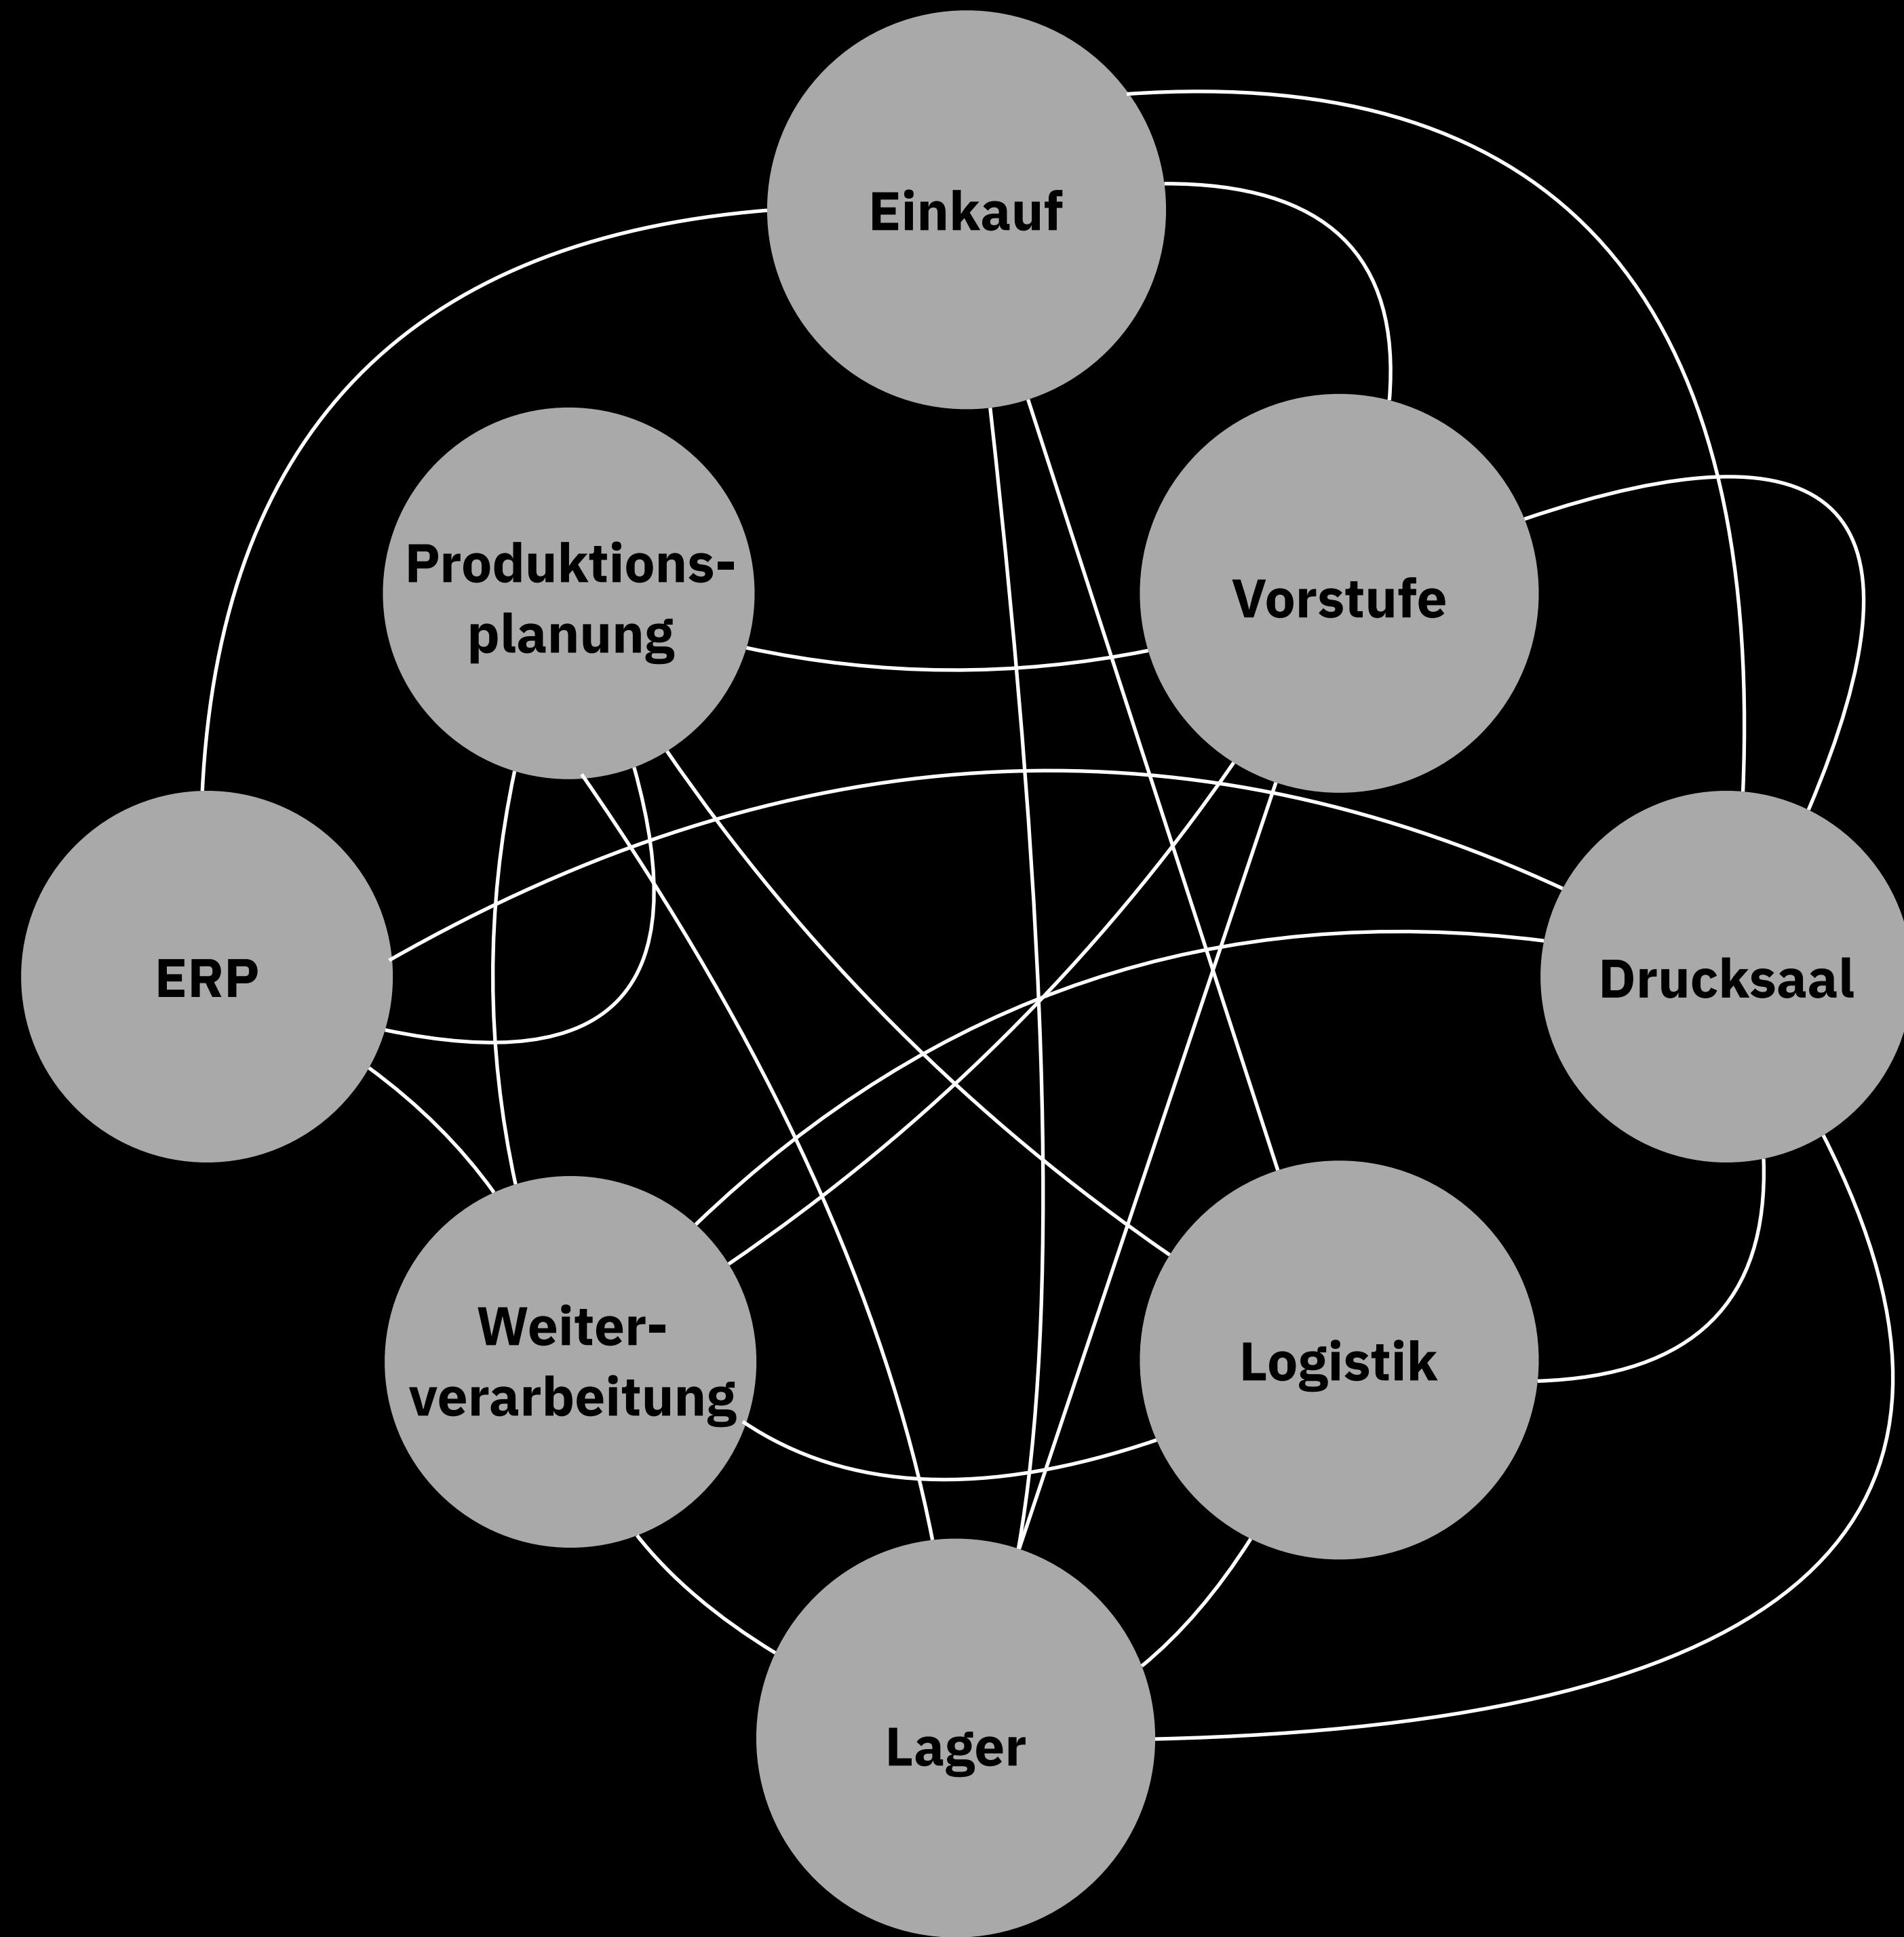 Einkauf
Produktions-
planung
Vorstufe
ERP
Drucksaal
Weiter-
verarbeitung
Logistik
Lager